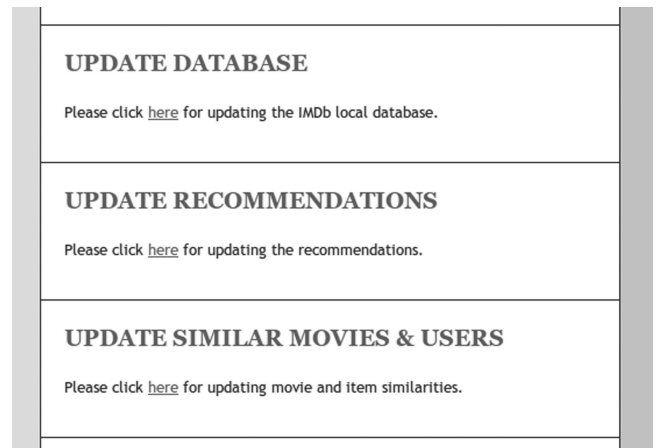 UPDATE DATABASE
Please click here for updating the IMDb local database.
UPDATE RECOMMENDATIONS
Please click here for updating the recommendations.
UPDATE SIMILAR MOVIES & USERS
Please click here for updating movie and item similarities.